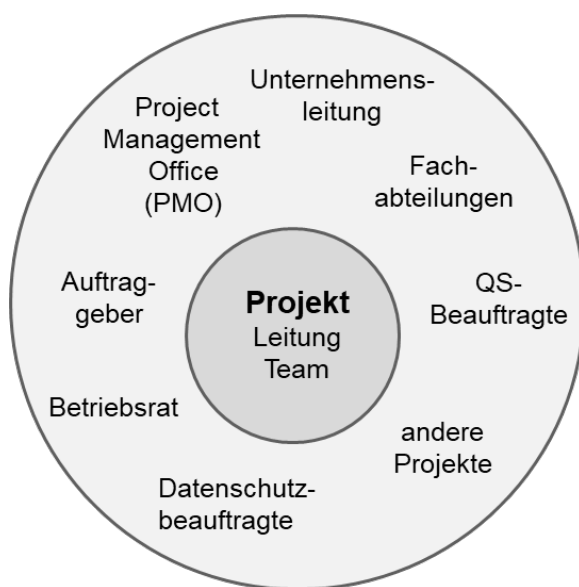 Unternehmens-
leitung
Project
Management
Office
(PMO)
Fach-
abteilungen
Auftrag-
geber
Projekt
Leitung
Team
QS-
Beauftragte
Betriebsrat
andere
Projekte
Datenschutz-
beauftragte